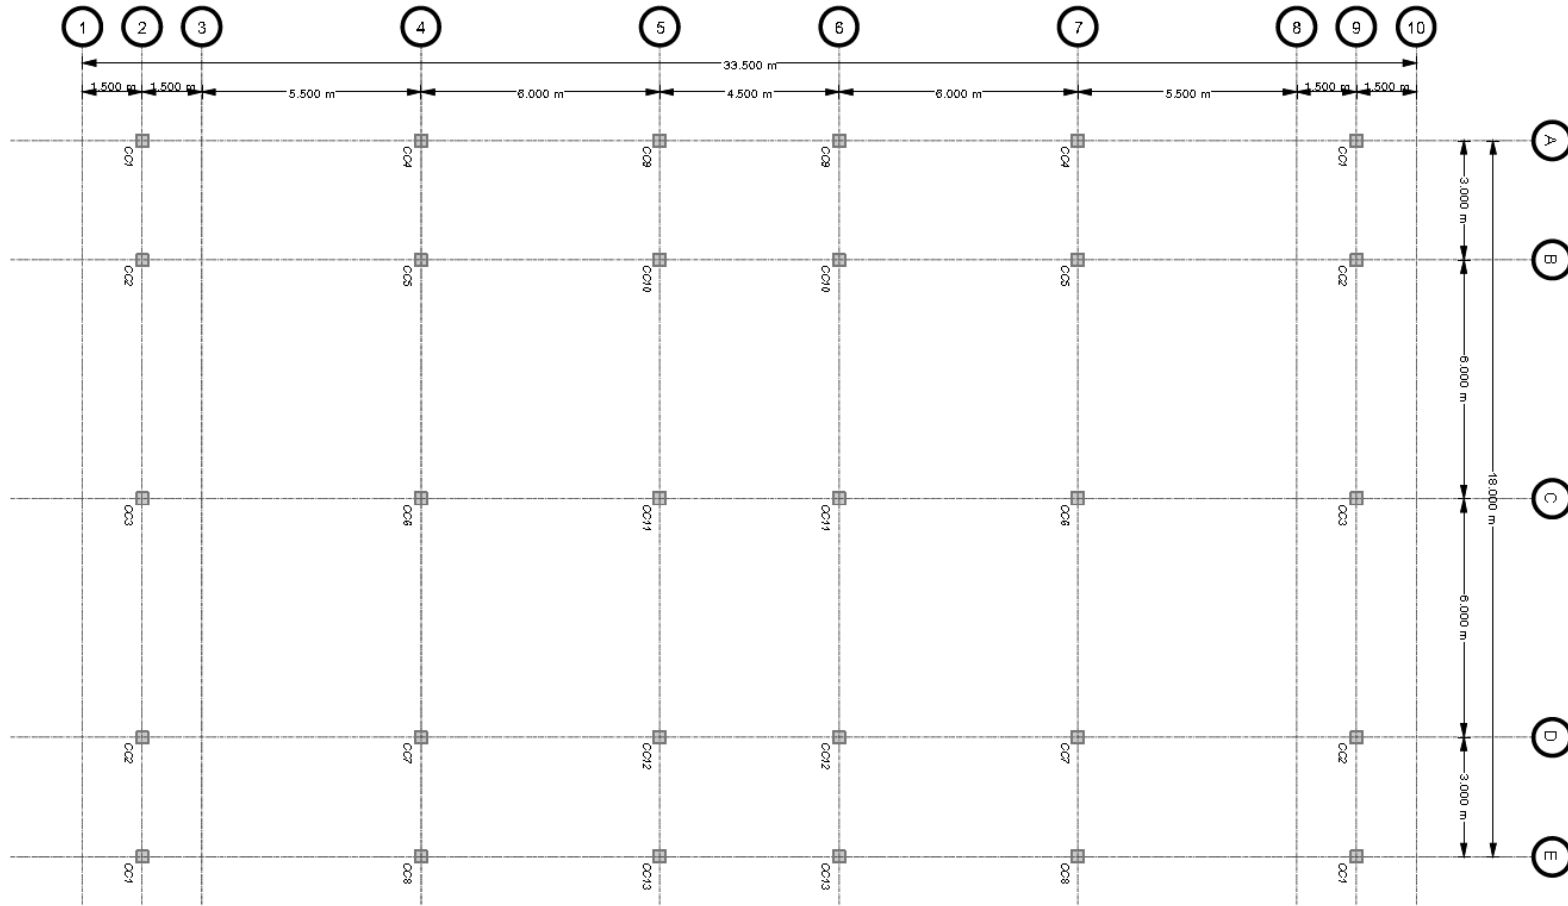 1 2 3 4 5 6 7 8 9 10
33.500 m
1.500 m 1.500 m 5.500 m 6.000 m 4.500 m 6.000 m 5.500 m 1.500 m 1.500 m
A
CC1 CC4 CC9 CC9 CC4 CC1
3.000 m
B
CC2 CC5 CC10 CC10 CC5 CC2
6.000 m
18.000 m
C
CC3 CC6 CC11 CC11 CC6 CC3
6.000 m
D
CC2 CC7 CC12 CC12 CC7 CC2
3.000 m
E
CC1 CC8 CC13 CC13 CC8 CC1